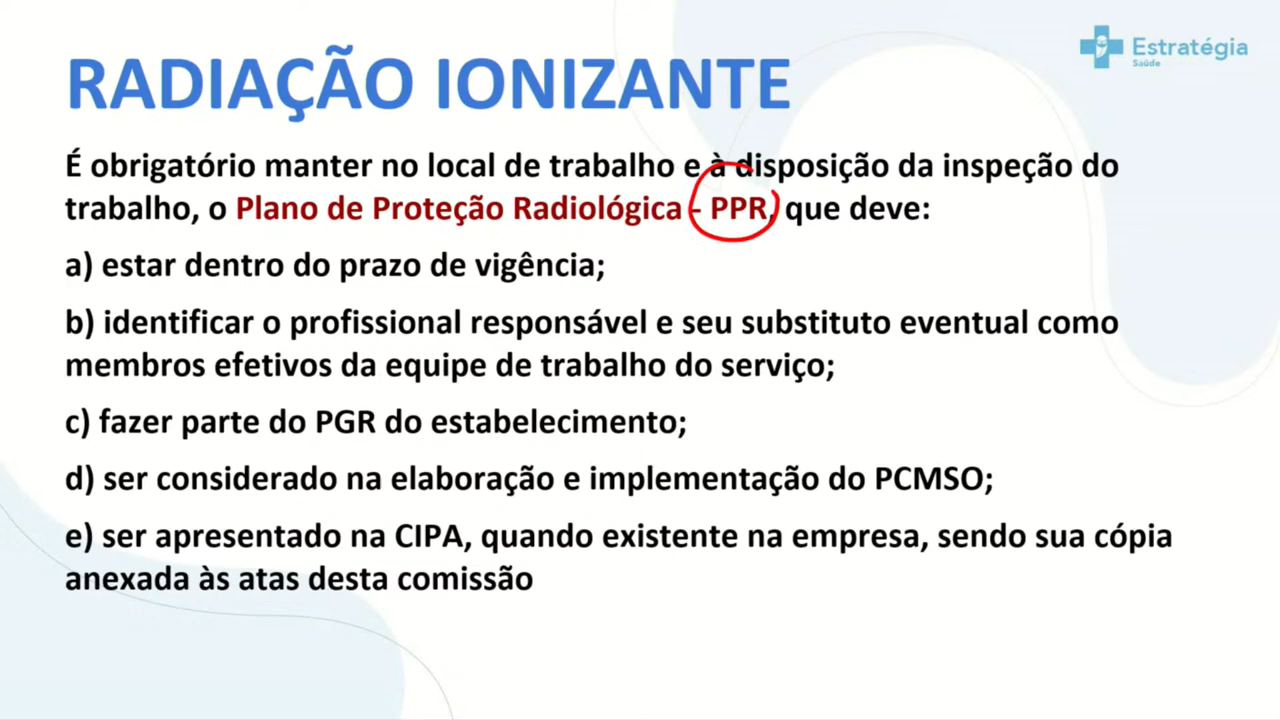 Estratégia
Saúde
RADIAÇÃO IONIZANTE
É obrigatório manter no local de trabalho e à disposição da inspeção do
trabalho, o Plano de Proteção Radiológica - PPR, que deve:
a) estar dentro do prazo de vigência;
b) identificar o profissional responsável e seu substituto eventual como
membros efetivos da equipe de trabalho do serviço;
c) fazer parte do PGR do estabelecimento;
d) ser considerado na elaboração e implementação do PCMSO;
e) ser apresentado na CIPA, quando existente na empresa, sendo sua cópia
anexada às atas desta comissão